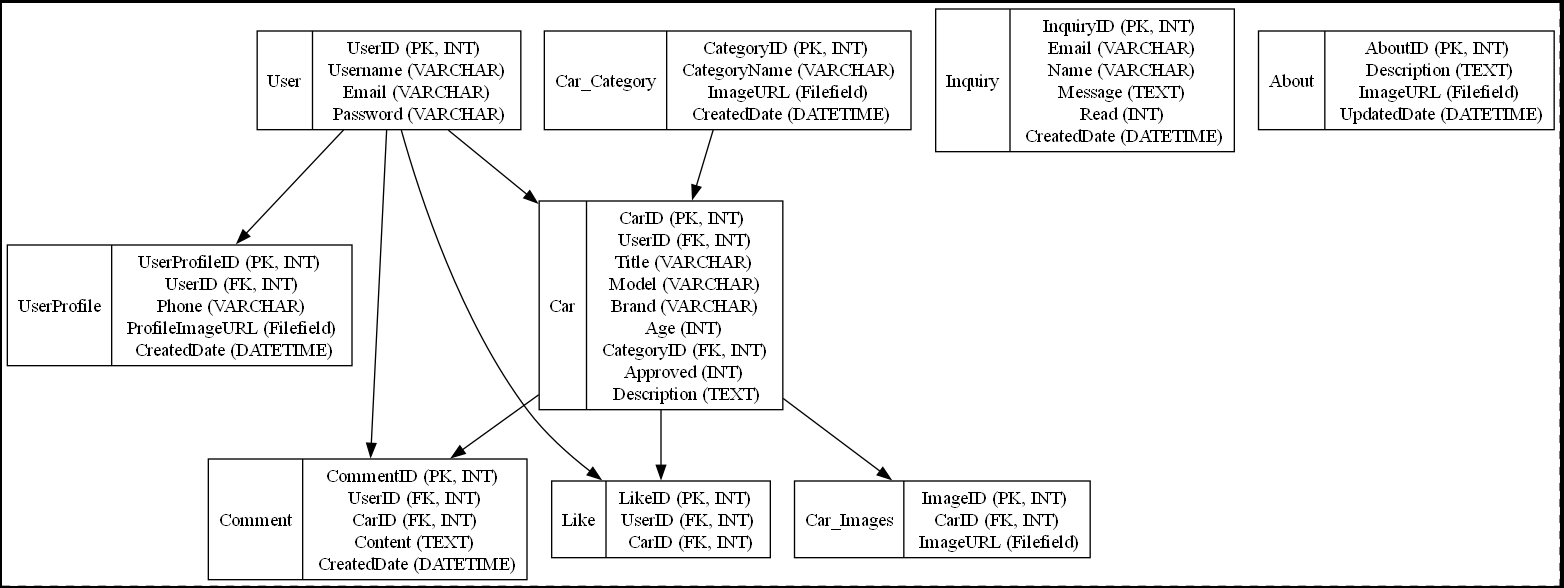 User
UserID (PK, INT)
Username (VARCHAR)
Email (VARCHAR)
Password (VARCHAR)
Car_Category
CategoryID (PK, INT)
CategoryName (VARCHAR)
ImageURL (Filefield)
CreatedDate (DATETIME)
Inquiry
InquiryID (PK, INT)
Email (VARCHAR)
Name (VARCHAR)
Message (TEXT)
Read (INT)
CreatedDate (DATETIME)
About
AboutID (PK, INT)
Description (TEXT)
ImageURL (Filefield)
UpdatedDate (DATETIME)
UserProfile
UserProfileID (PK, INT)
UserID (FK, INT)
Phone (VARCHAR)
ProfileImageURL (Filefield)
CreatedDate (DATETIME)
Car
CarID (PK, INT)
UserID (FK, INT)
Title (VARCHAR)
Model (VARCHAR)
Brand (VARCHAR)
Age (INT)
CategoryID (FK, INT)
Approved (INT)
Description (TEXT)
Comment
CommentID (PK, INT)
UserID (FK, INT)
CarID (FK, INT)
Content (TEXT)
CreatedDate (DATETIME)
Like
LikeID (PK, INT)
UserID (FK, INT)
CarID (FK, INT)
Car_Images
ImageID (PK, INT)
CarID (FK, INT)
ImageURL (Filefield)